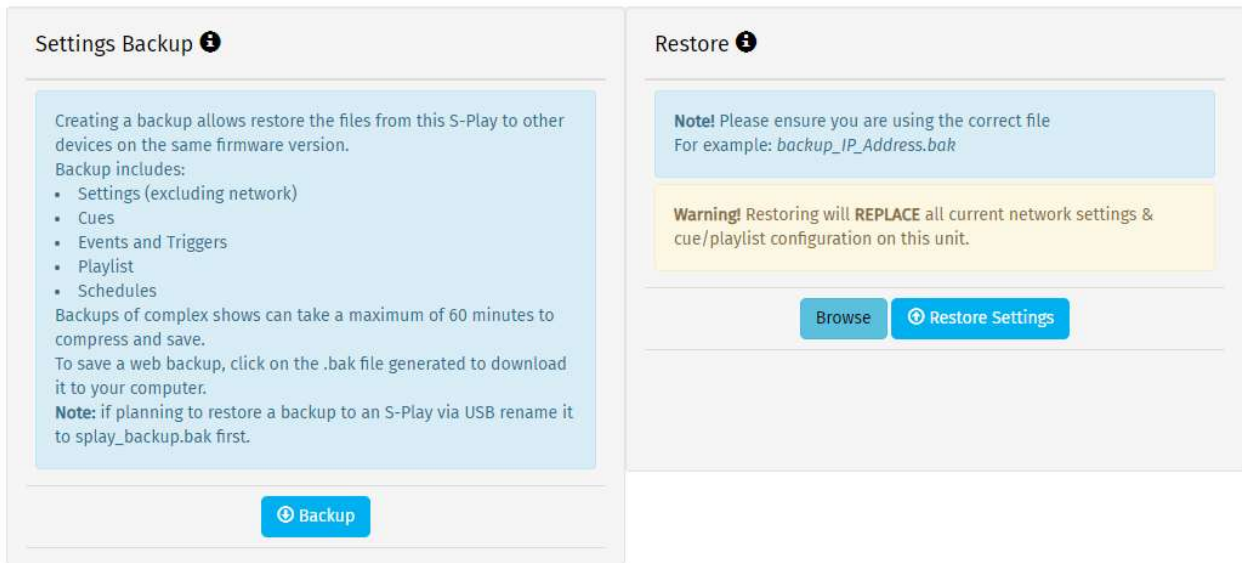 Settings Backup
Creating a backup allows restore the files from this S-Play to other
devices on the same firmware version.
Backup includes:
• Settings (excluding network)
• Cues
• Events and Triggers
• Playlist
• Schedules
Backups of complex shows can take a maximum of 60 minutes to
compress and save.
To save a web backup, click on the .bak file generated to download
it to your computer.
Note: if planning to restore a backup to an S-Play via USB rename it
to splay_backup.bak first.
Backup
Restore
Note! Please ensure you are using the correct file
For example: backup_IP_Address.bak
Warning! Restoring will REPLACE all current network settings &
cue/playlist configuration on this unit.
Browse
Restore Settings